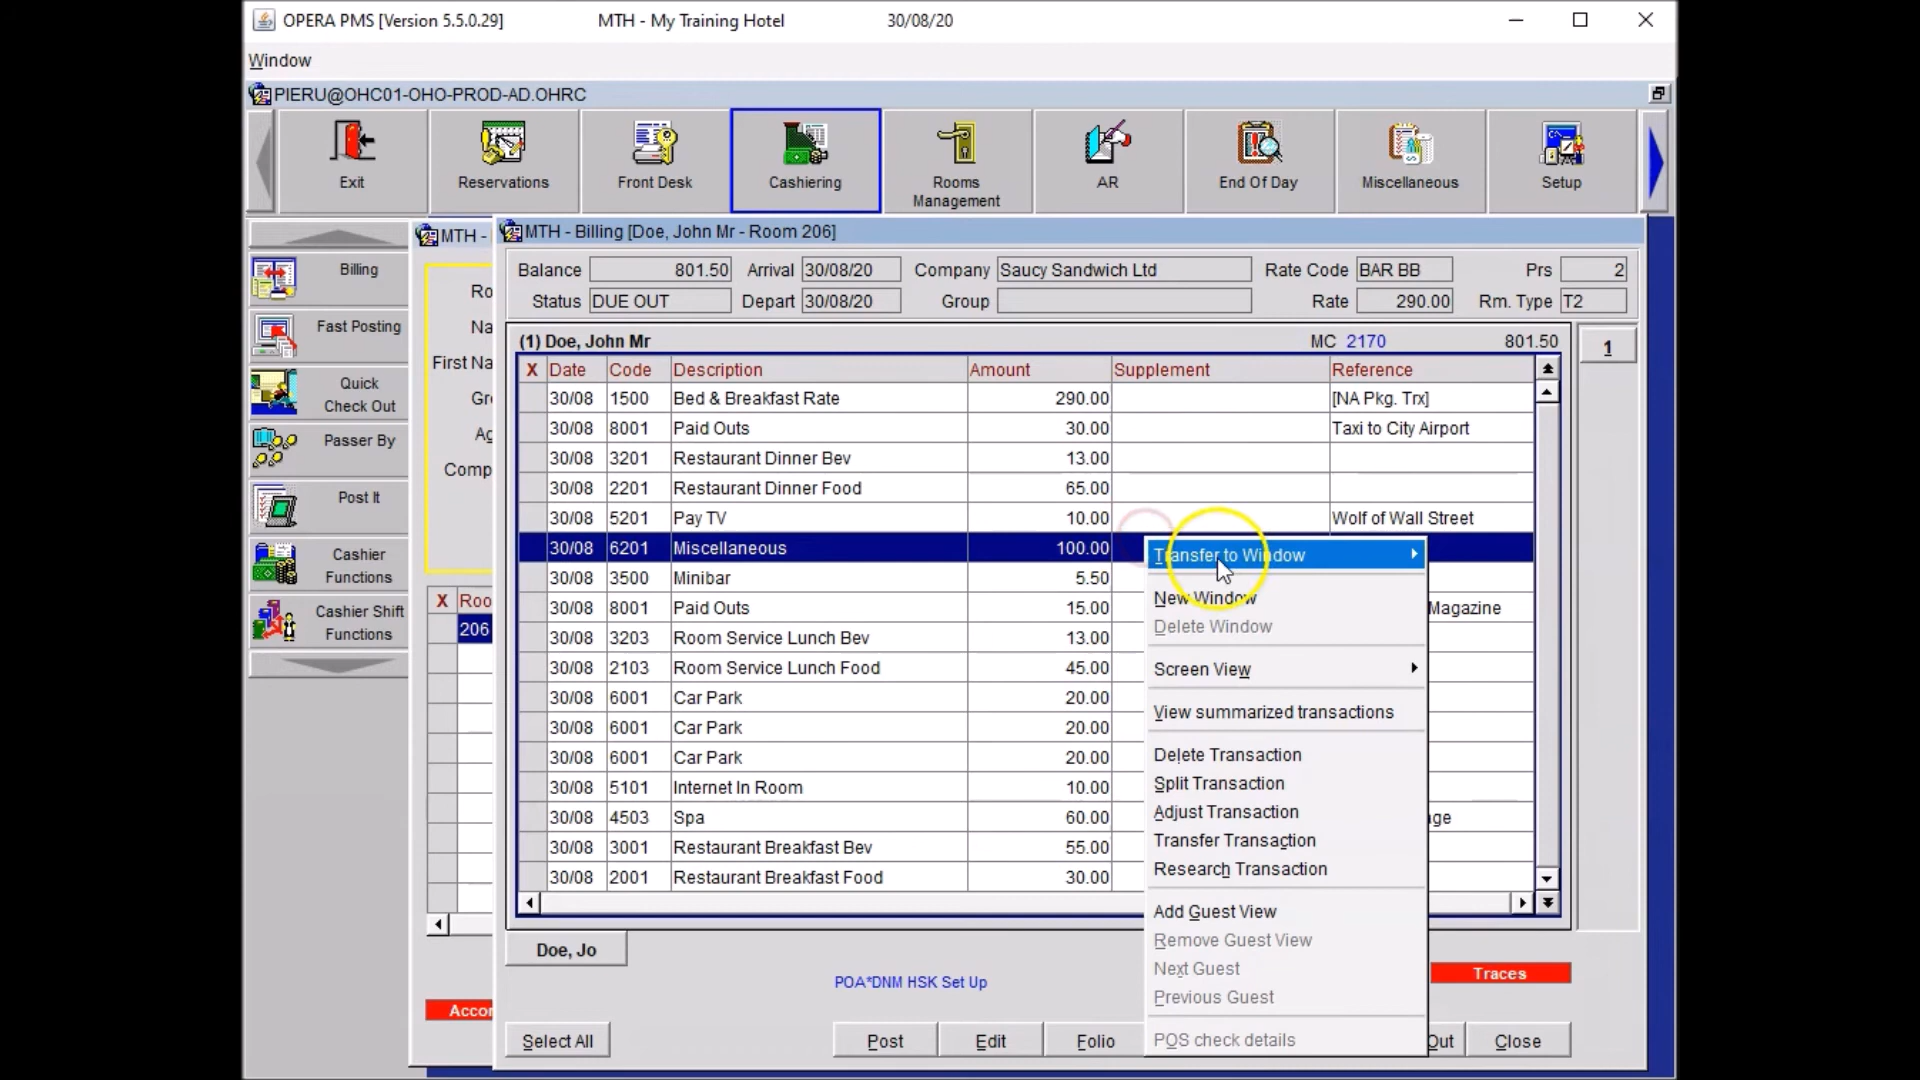 OPERA PMS [Version 5.5.0.29] MTH - My Training Hotel 30/08/20
Window
PIERU@OHC01-OHO-PROD-AD.OHRC
Exit Reservations Front Desk Cashiering Rooms Management AR End Of Day Miscellaneous Setup
Billing
Fast Posting
Quick
Check Out
Passer By
Post It
Cashier
Functions
Cashier Shift
Functions
MTH -
Ro
Na
First Na
Gr
Ag
Comp
X Roo
206
Accor
MTH - Billing [Doe, John Mr - Room 206]
Balance 801.50 Arrival 30/08/20 Company Saucy Sandwich Ltd Rate Code BAR BB Prs 2
Status DUE OUT Depart 30/08/20 Group Rate 290.00 Rm. Type T2
(1) Doe, John Mr MC 2170 801.50 1
X Date Code Description Amount Supplement Reference
30/08 1500 Bed & Breakfast Rate 290.00 [NA Pkg. Trx]
30/08 8001 Paid Outs 30.00 Taxi to City Airport
30/08 3201 Restaurant Dinner Bev 13.00
30/08 2201 Restaurant Dinner Food 65.00
30/08 5201 Pay TV 10.00 Wolf of Wall Street
30/08 6201 Miscellaneous 100.00
30/08 3500 Minibar 5.50
30/08 8001 Paid Outs 15.00 Magazine
30/08 3203 Room Service Lunch Bev 13.00
30/08 2103 Room Service Lunch Food 45.00
30/08 6001 Car Park 20.00
30/08 6001 Car Park 20.00
30/08 6001 Car Park 20.00
30/08 5101 Internet In Room 10.00
30/08 4503 Spa 60.00 ge
30/08 3001 Restaurant Breakfast Bev 55.00
30/08 2001 Restaurant Breakfast Food 30.00
Transfer to Window
New Window
Delete Window
Screen View
View summarized transactions
Delete Transaction
Split Transaction
Adjust Transaction
Transfer Transaction
Research Transaction
Add Guest View
Remove Guest View
Next Guest
Previous Guest
POS check details
Doe, Jo
POA*DNM HSK Set Up Traces
Select All Post Edit Folio Out Close